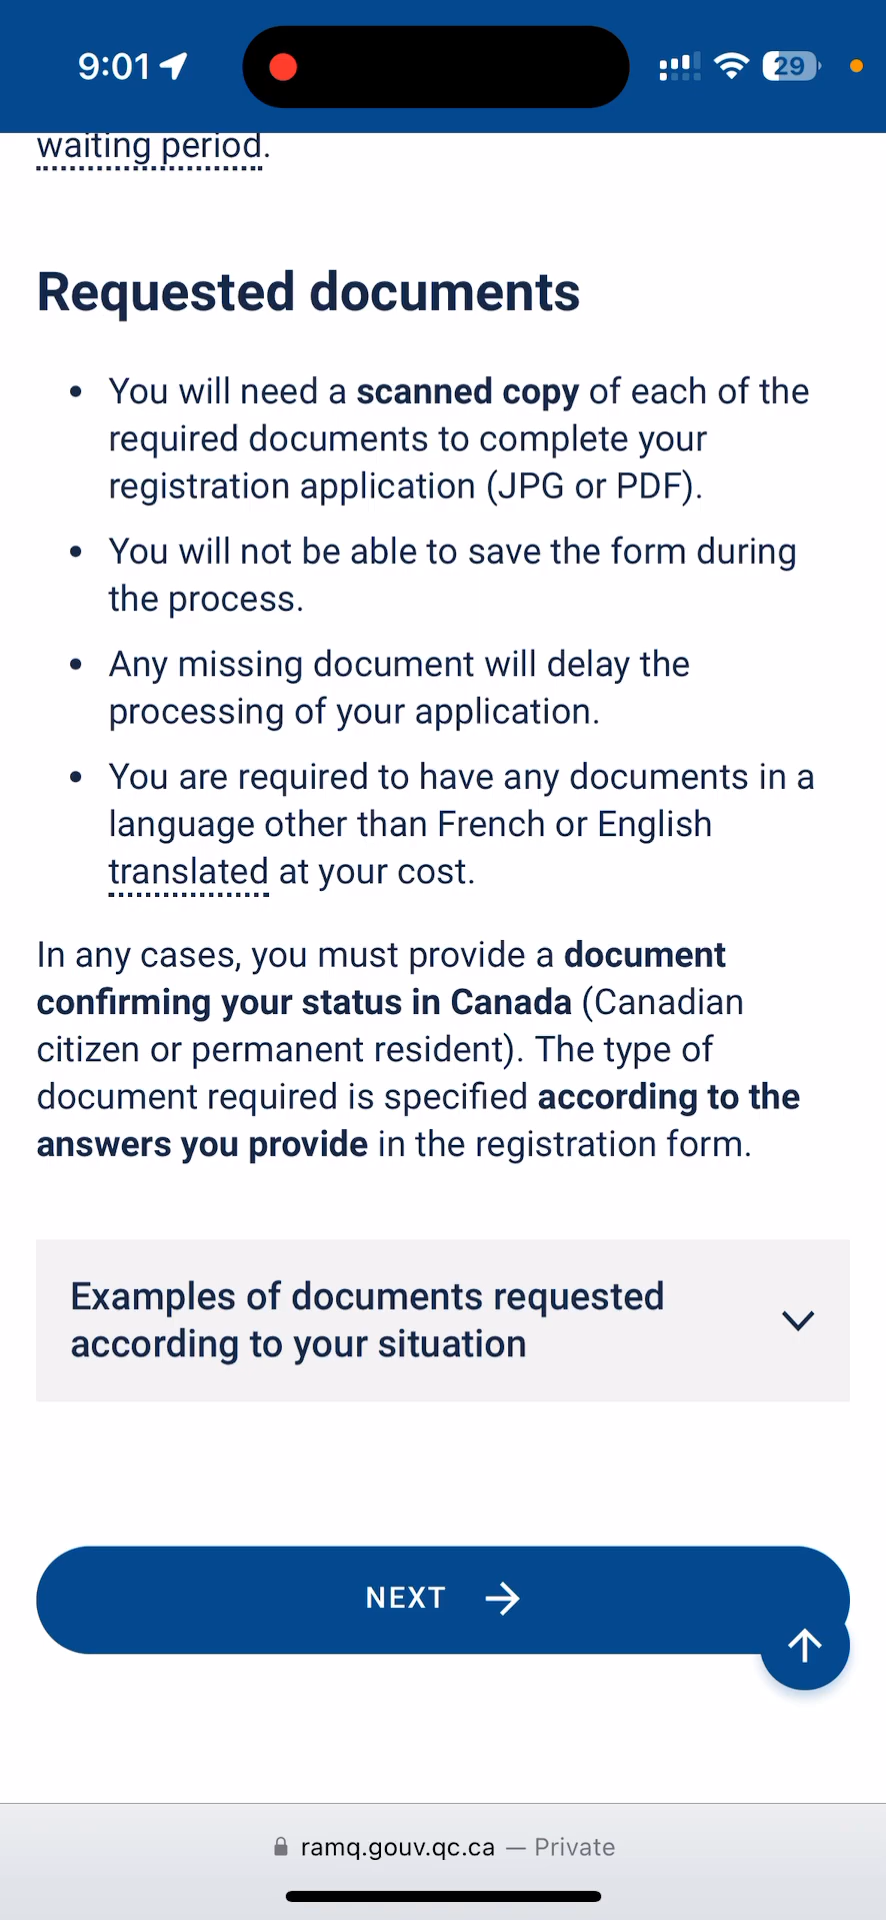 9:01
29
waiting period.
Requested documents
• You will need a scanned copy of each of the
required documents to complete your
registration application (JPG or PDF).
• You will not be able to save the form during
the process.
• Any missing document will delay the
processing of your application.
• You are required to have any documents in a
language other than French or English
translated at your cost.
In any cases, you must provide a document
confirming your status in Canada (Canadian
citizen or permanent resident). The type of
document required is specified according to the
answers you provide in the registration form.
Examples of documents requested
according to your situation
NEXT
ramq.gouv.qc.ca — Private